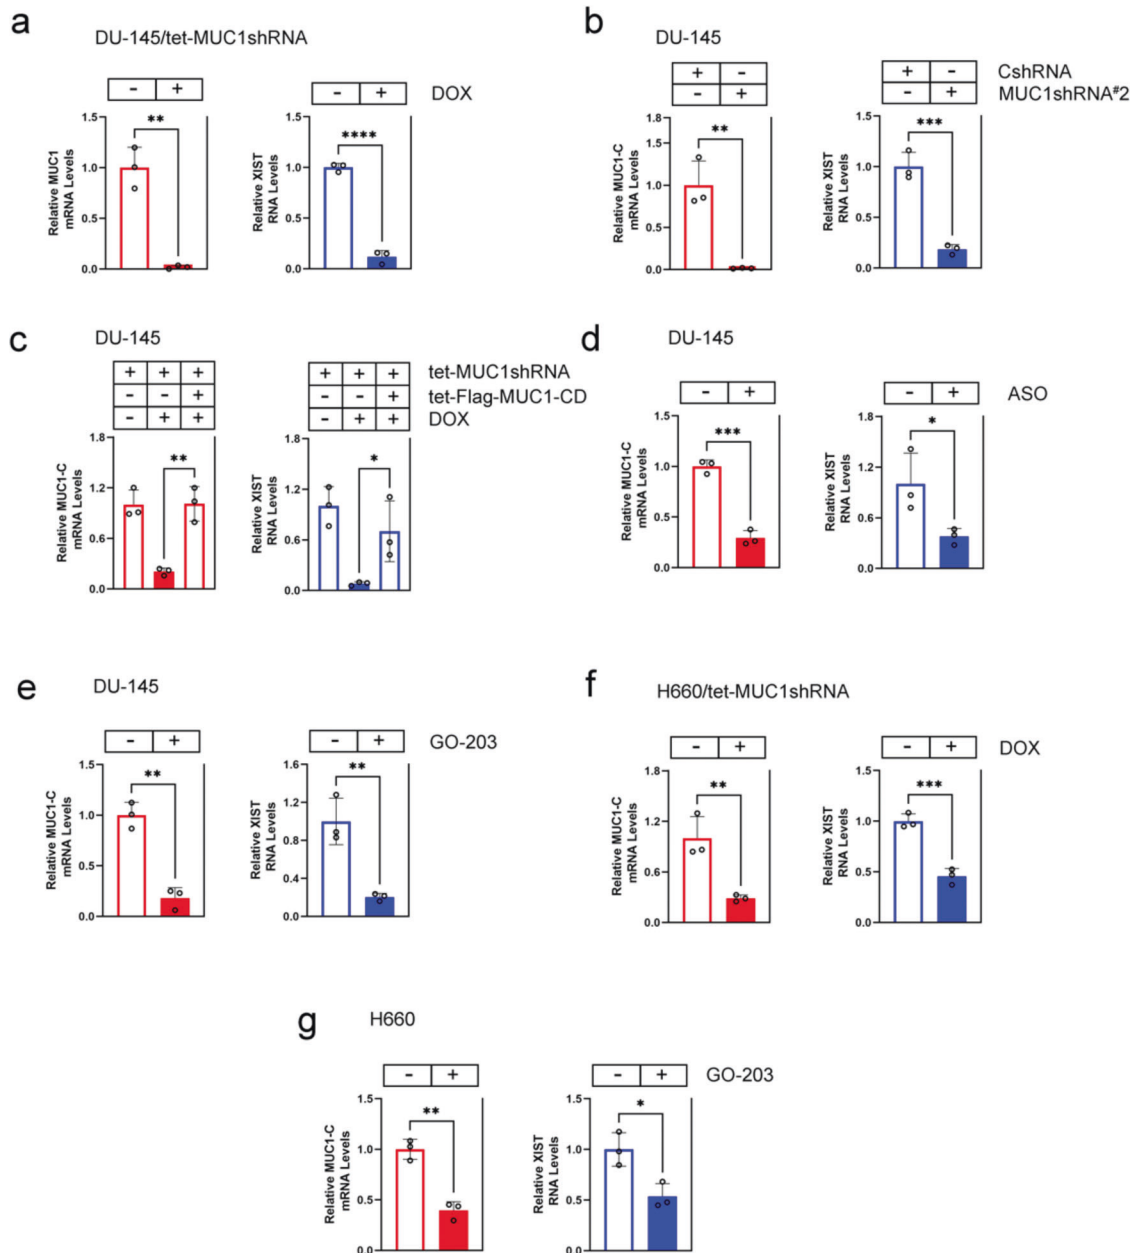 a
DU-145/tet-MUC1shRNA
- + - + DOX
** ****
Relative MUC1 mRNA Levels
1.5
1.0
0.5
0.0
Relative XIST RNA Levels
1.5
1.0
0.5
0.0
b
DU-145
+ - + - CshRNA
- + - + MUC1shRNA#2
** ***
Relative MUC1-C mRNA Levels
1.8
1.5
1.0
0.5
0.0
Relative XIST RNA Levels
1.5
1.0
0.5
0.0
c
DU-145
+ + + + + + tet-MUC1shRNA
- - + - - + tet-Flag-MUC1-CD
- + + - + + DOX
** *
Relative MUC1-C mRNA Levels
1.8
1.2
0.6
0.0
Relative XIST RNA Levels
1.8
1.2
0.6
0.0
d
DU-145
- + - + ASO
*** *
Relative MUC1-C mRNA Levels
1.5
1.0
0.5
0.0
Relative XIST RNA Levels
1.8
1.2
0.6
0.0
e
DU-145
- + - + GO-203
** **
Relative MUC1-C mRNA Levels
1.5
1.0
0.5
0.0
Relative XIST RNA Levels
1.6
1.2
0.8
0.4
0.0
f
H660/tet-MUC1shRNA
- + - + DOX
** ***
Relative MUC1-C mRNA Levels
1.8
1.2
0.6
0.0
Relative XIST RNA Levels
1.5
1.0
0.5
0.0
g
H660
- + - + GO-203
** *
Relative MUC1-C mRNA Levels
1.5
1.0
0.5
0.0
Relative XIST RNA Levels
1.5
1.0
0.5
0.0